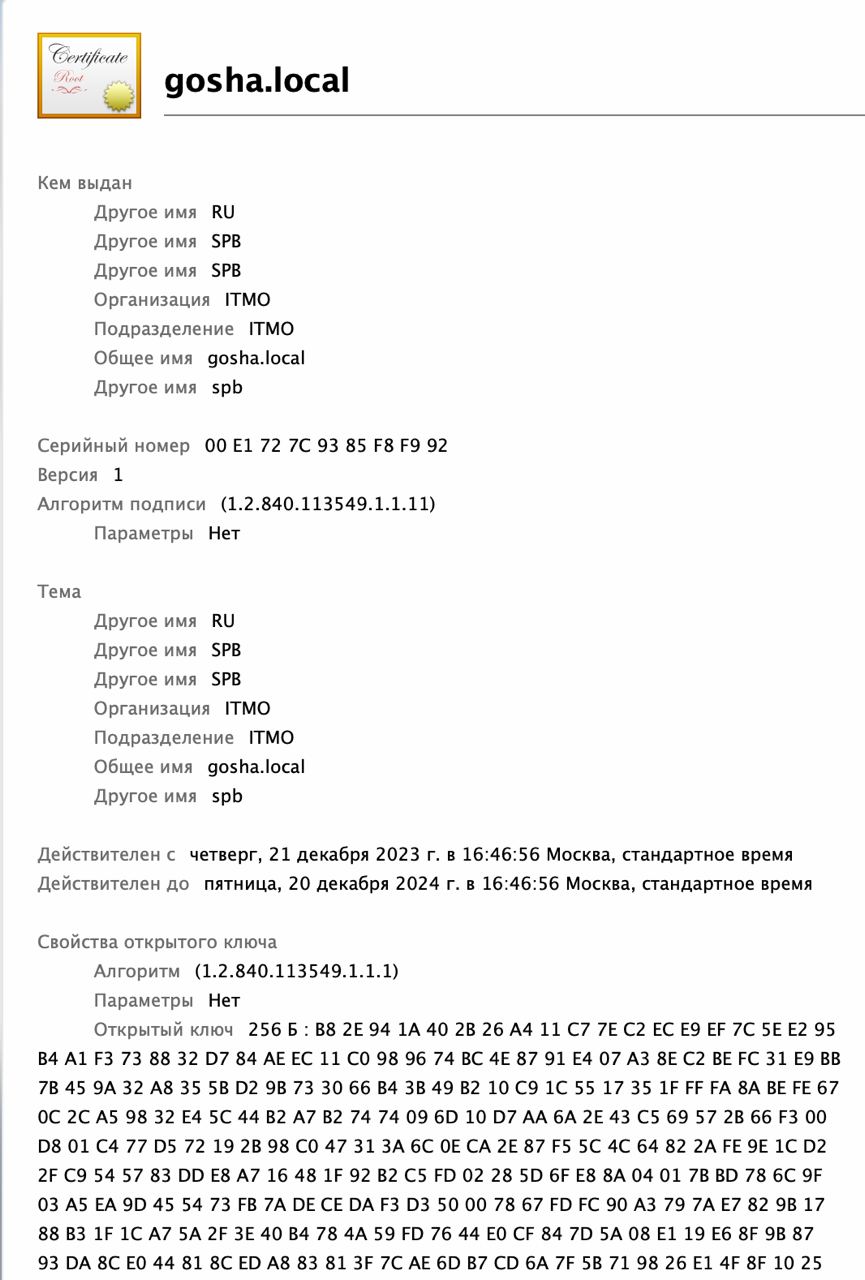 Certificate
Root
gosha.local
Кем выдан
Другое имя RU
Другое имя SPB
Другое имя SPB
Организация ITMO
Подразделение ITMO
Общее имя gosha.local
Другое имя spb
Серийный номер 00 E1 72 7C 93 85 F8 F9 92
Версия 1
Алгоритм подписи (1.2.840.113549.1.1.11)
Параметры Нет
Тема
Другое имя RU
Другое имя SPB
Другое имя SPB
Организация ITMO
Подразделение ITMO
Общее имя gosha.local
Другое имя spb
Действителен с четверг, 21 декабря 2023 г. в 16:46:56 Москва, стандартное время
Действителен до пятница, 20 декабря 2024 г. в 16:46:56 Москва, стандартное время
Свойства открытого ключа
Алгоритм (1.2.840.113549.1.1.1)
Параметры Нет
Открытый ключ 256 Б : B8 2E 94 1A 40 2B 26 A4 11 C7 7E C2 EC E9 EF 7C 5E E2 95
B4 A1 F3 73 88 32 D7 84 AE EC 11 C0 98 96 74 BC 4E 87 91 E4 07 A3 8E C2 BE FC 31 E9 BB
7B 45 9A 32 A8 35 5B D2 9B 73 30 66 B4 3B 49 B2 10 C9 1C 55 17 35 1F FF FA 8A BE FE 67
0C 2C A5 98 32 E4 5C 44 B2 A7 B2 74 74 09 6D 10 D7 AA 6A 2E 43 C5 69 57 2B 66 F3 00
D8 01 C4 77 D5 72 19 2B 98 C0 47 31 3A 6C 0E CA 2E 87 F5 5C 4C 64 82 2A FE 9E 1C D2
2F C9 54 57 83 DD E8 A7 16 48 1F 92 B2 C5 FD 02 28 5D 6F E8 8A 04 01 7B BD 78 6C 9F
03 A5 EA 9D 45 54 73 FB 7A DE CE DA F3 D3 50 00 78 67 FD FC 90 A3 79 7A E7 82 9B 17
88 B3 1F 1C A7 5A 2F 3E 40 B4 78 4A 59 FD 76 44 E0 CF 84 7D 5A 08 E1 19 E6 8F 9B 87
93 DA 8C E0 44 81 8C ED A8 83 81 3F 7C AE 6D B7 CD 6A 7F 5B 71 98 26 E1 4F 8F 10 25